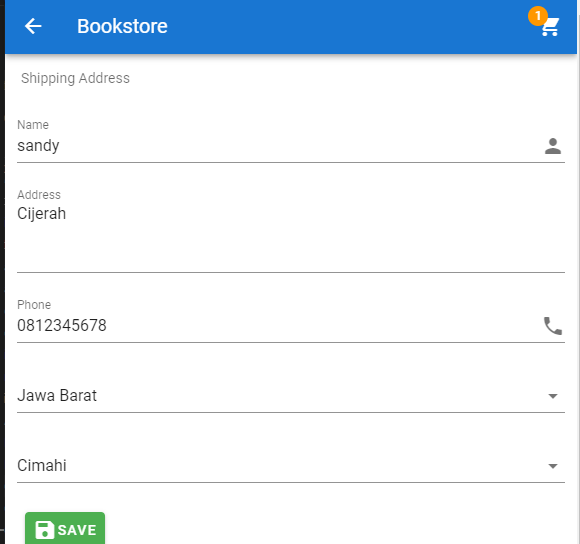 Bookstore
1
Shipping Address
Name
sandy
Address
Cijerah
Phone
0812345678
Jawa Barat
Cimahi
SAVE